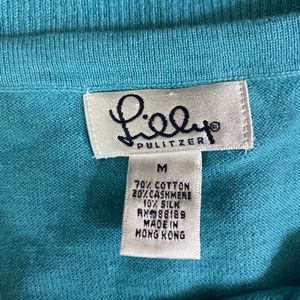 Lilly®
PULITZER
M
70% COTTON
20% CASHMERE
10% SILK
RN 88189
MADE IN
HONG KONG